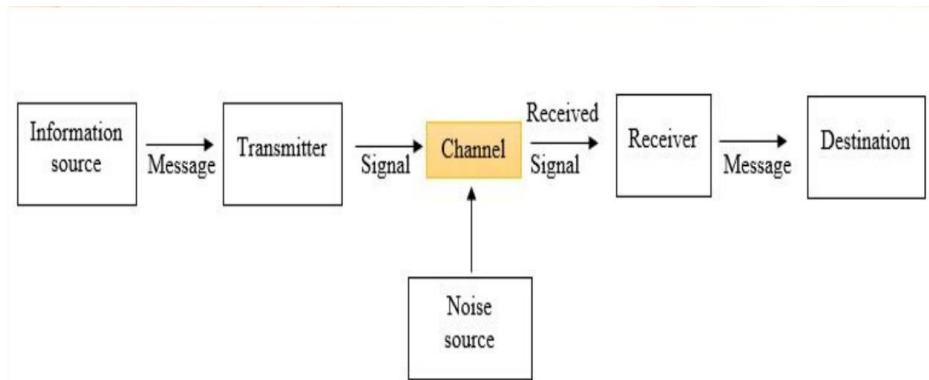 Information
source
Message
Transmitter
Signal
Channel
Received
Signal
Receiver
Message
Destination
Noise
source